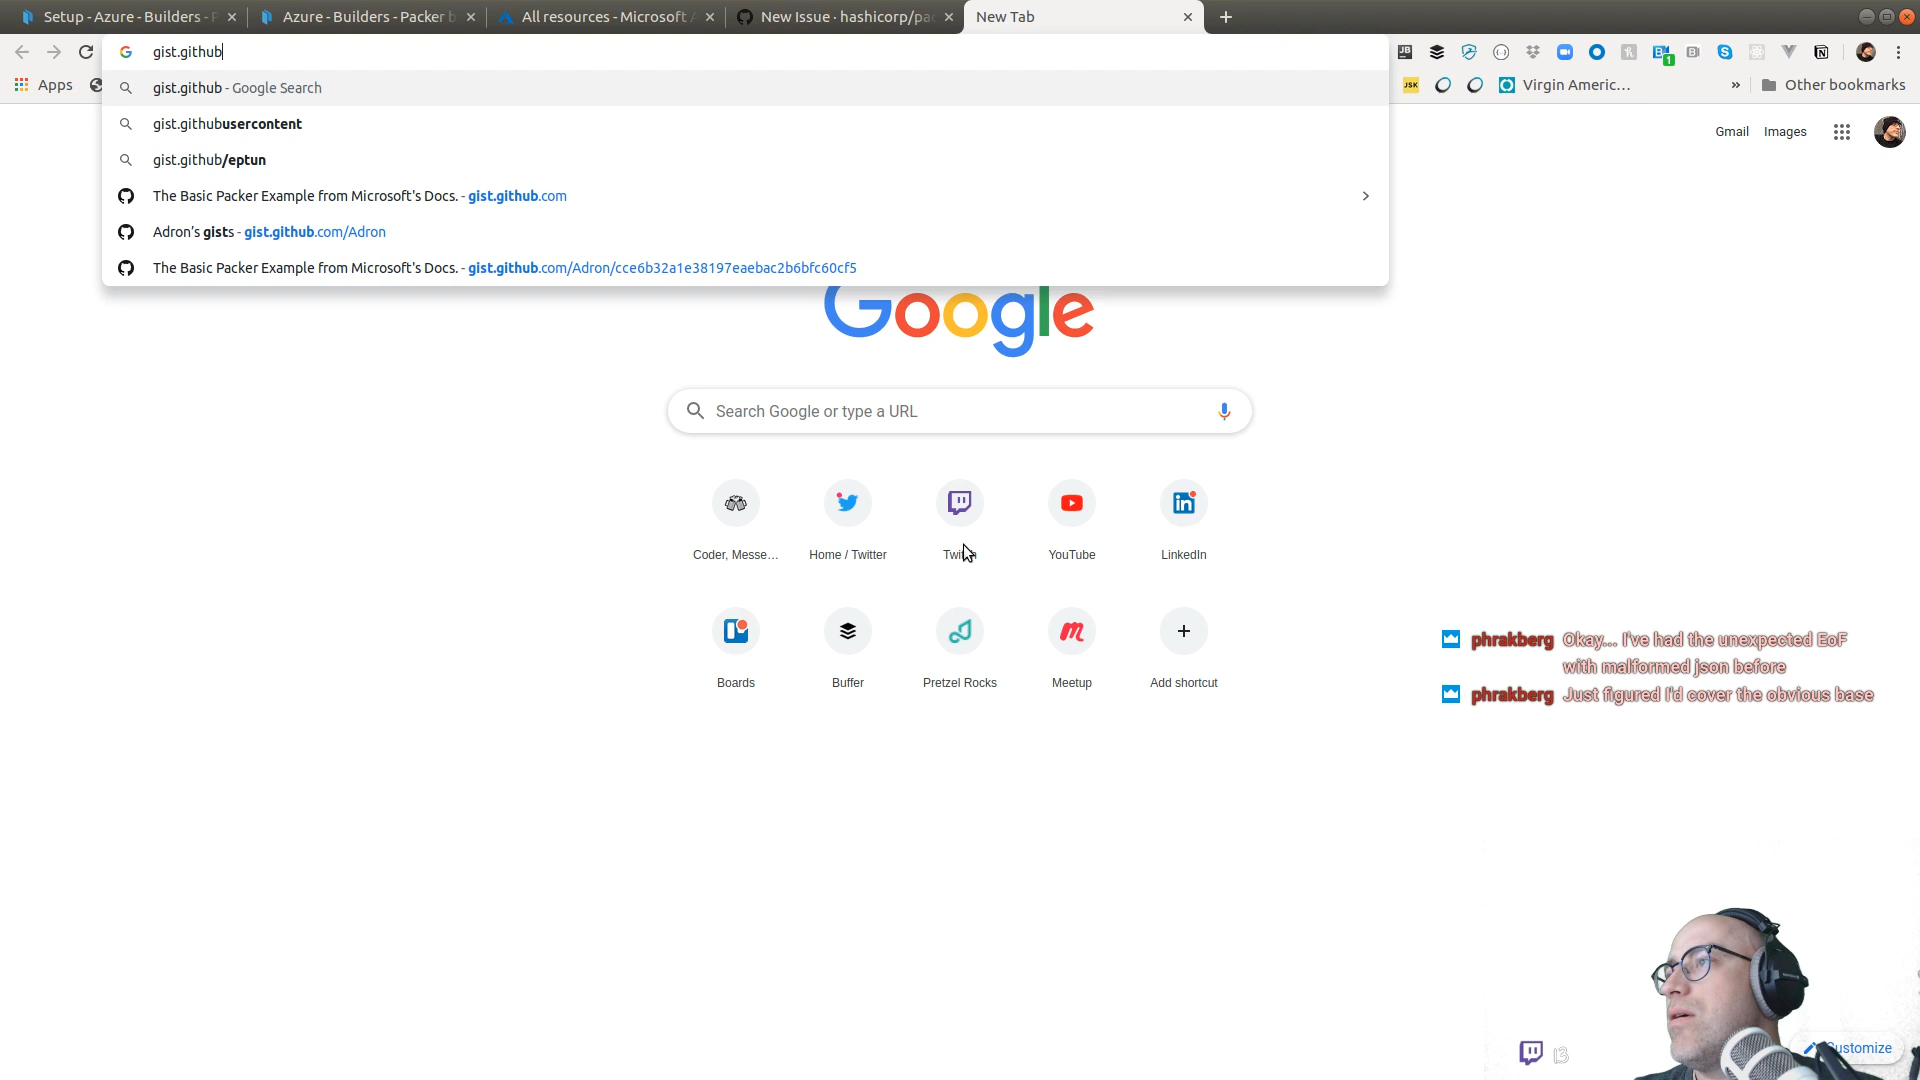 Setup - Azure - Builders - P
Azure - Builders - Packer b
All resources - Microsoft A
New Issue · hashicorp/pac
New Tab
gist.github
gist.github - Google Search
gist.githubusercontent
gist.github/eptun
The Basic Packer Example from Microsoft's Docs. - gist.github.com
Adron's gists - gist.github.com/Adron
The Basic Packer Example from Microsoft's Docs. - gist.github.com/Adron/cce6b32a1e38197eaebac2b6bfc60cf5
1
Apps
JSK
Virgin Americ...
» Other bookmarks
Gmail Images
Google
Search Google or type a URL
Coder, Messe...
Home / Twitter
Twitch
YouTube
LinkedIn
Boards
Buffer
Pretzel Rocks
Meetup
Add shortcut
phrakberg Okay... I've had the unexpected EoF
with malformed json before
phrakberg Just figured I'd cover the obvious base
ustomize